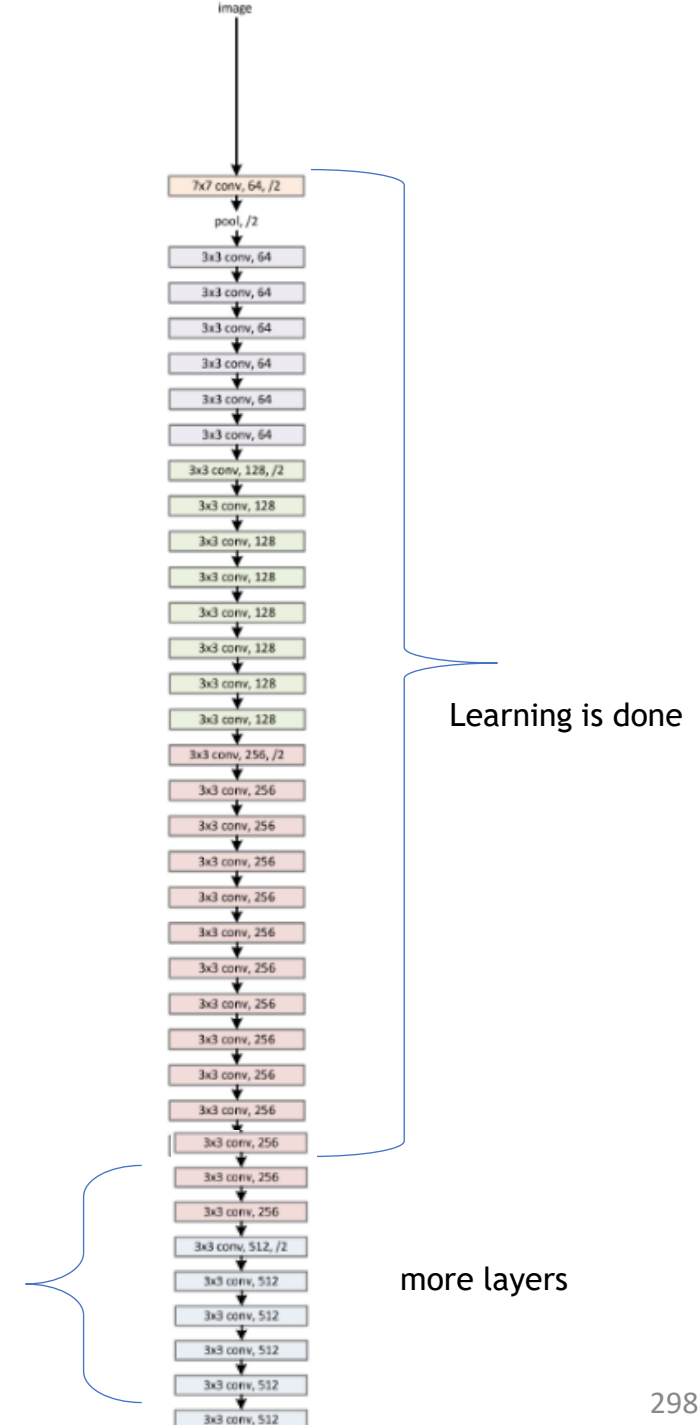 image
7x7 conv, 64, /2
pool, /2
3x3 conv, 64
3x3 conv, 64
3x3 conv, 64
3x3 conv, 64
3x3 conv, 64
3x3 conv, 64
3x3 conv, 128, /2
3x3 conv, 128
3x3 conv, 128
3x3 conv, 128
3x3 conv, 128
3x3 conv, 128
3x3 conv, 128
3x3 conv, 128
Learning is done
3x3 conv, 256, /2
3x3 conv, 256
3x3 conv, 256
3x3 conv, 256
3x3 conv, 256
3x3 conv, 256
3x3 conv, 256
3x3 conv, 256
3x3 conv, 256
3x3 conv, 256
3x3 conv, 256
3x3 conv, 256
3x3 conv, 256
3x3 conv, 256
3x3 conv, 512, /2
3x3 conv, 512
more layers
3x3 conv, 512
3x3 conv, 512
3x3 conv, 512
3x3 conv, 512
298